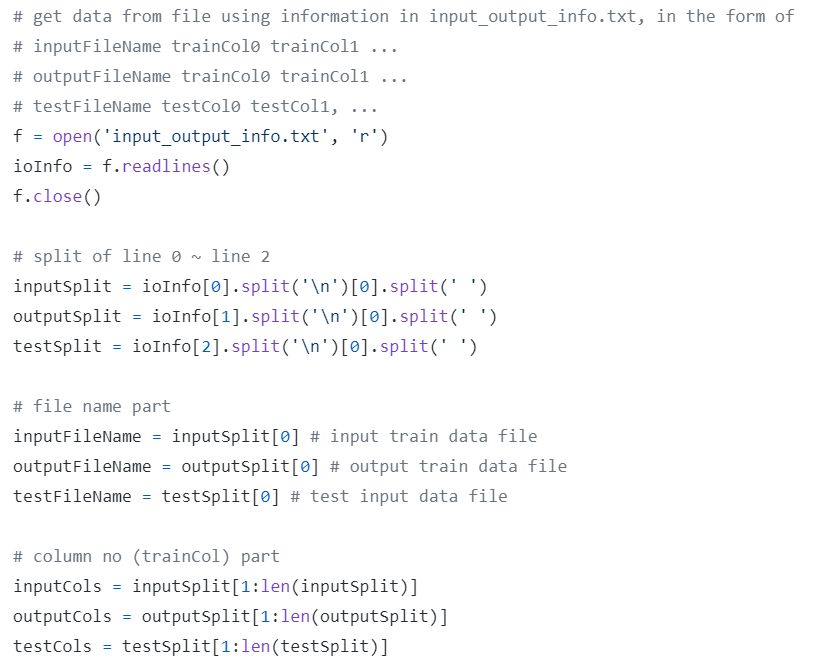 # get data from file using information in input_output_info.txt, in the form of
# inputFileName trainCol0 trainCol1 ...
# outputFileName trainCol0 trainCol1 ...
# testFileName testCol0 testCol1, ...
f = open('input_output_info.txt', 'r')
ioInfo = f.readlines()
f.close()

# split of line 0 ~ line 2
inputSplit = ioInfo[0].split('\n')[0].split(' ')
outputSplit = ioInfo[1].split('\n')[0].split(' ')
testSplit = ioInfo[2].split('\n')[0].split(' ')

# file name part
inputFileName = inputSplit[0] # input train data file
outputFileName = outputSplit[0] # output train data file
testFileName = testSplit[0] # test input data file

# column no (trainCol) part
inputCols = inputSplit[1:len(inputSplit)]
outputCols = outputSplit[1:len(outputSplit)]
testCols = testSplit[1:len(testSplit)]